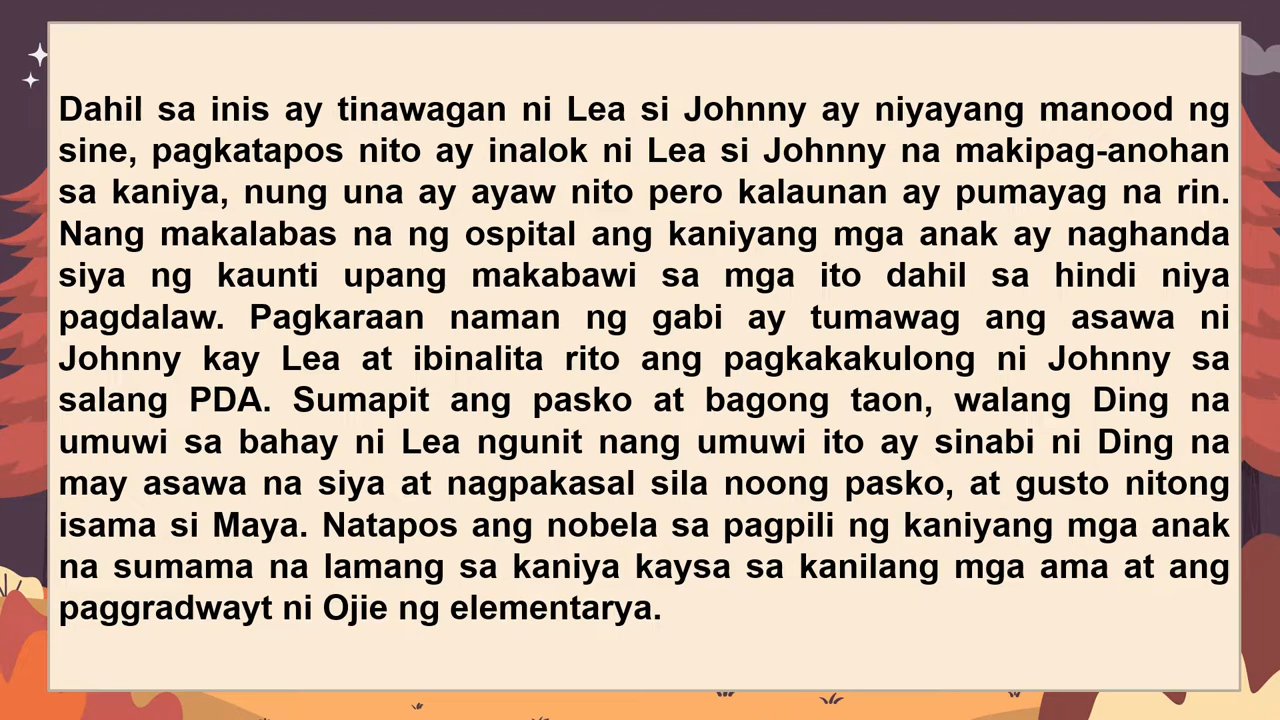 Dahil sa inis ay tinawagan ni Lea si Johnny ay niyayang manood ng
sine, pagkatapos nito ay inalok ni Lea si Johnny na makipag-anohan
sa kaniya, nung una ay ayaw nito pero kalaunan ay pumayag na rin.
Nang makalabas na ng ospital ang kaniyang mga anak ay naghanda
siya ng kaunti upang makabawi sa mga ito dahil sa hindi niya
pagdalaw. Pagkaraan naman ng gabi ay tumawag ang asawa ni
Johnny kay Lea at ibinalita rito ang pagkakakulong ni Johnny sa
salang PDA. Sumapit ang pasko at bagong taon, walang Ding na
umuwi sa bahay ni Lea ngunit nang umuwi ito ay sinabi ni Ding na
may asawa na siya at nagpakasal sila noong pasko, at gusto nitong
isama si Maya. Natapos ang nobela sa pagpili ng kaniyang mga anak
na sumama na lamang sa kaniya kaysa sa kanilang mga ama at ang
paggradwayt ni Ojie ng elementarya.